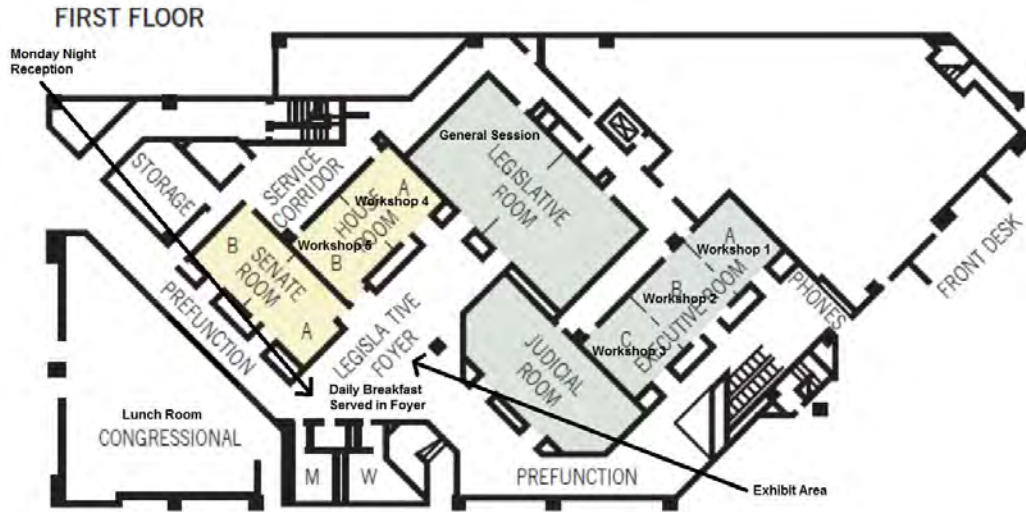 FIRST FLOOR
Monday Night
Reception
General Session
LEGISLATIVE
ROOM
STORAGE
SERVICE
CORRIDOR
A
Workshop 4
HOUSE
ROOM
Workshop 5
B
B
SENATE
ROOM
A
Workshop 1
A
Workshop 2
B
EXECUTIVE ROOM
C
Workshop 3
PHONES
FRONT DESK
PREFUNCTION
LEGISLA TIVE
FOYER
JUDICIAL
ROOM
Daily Breakfast
Served in Foyer
Lunch Room
CONGRESSIONAL
M
W
PREFUNCTION
Exhibit Area